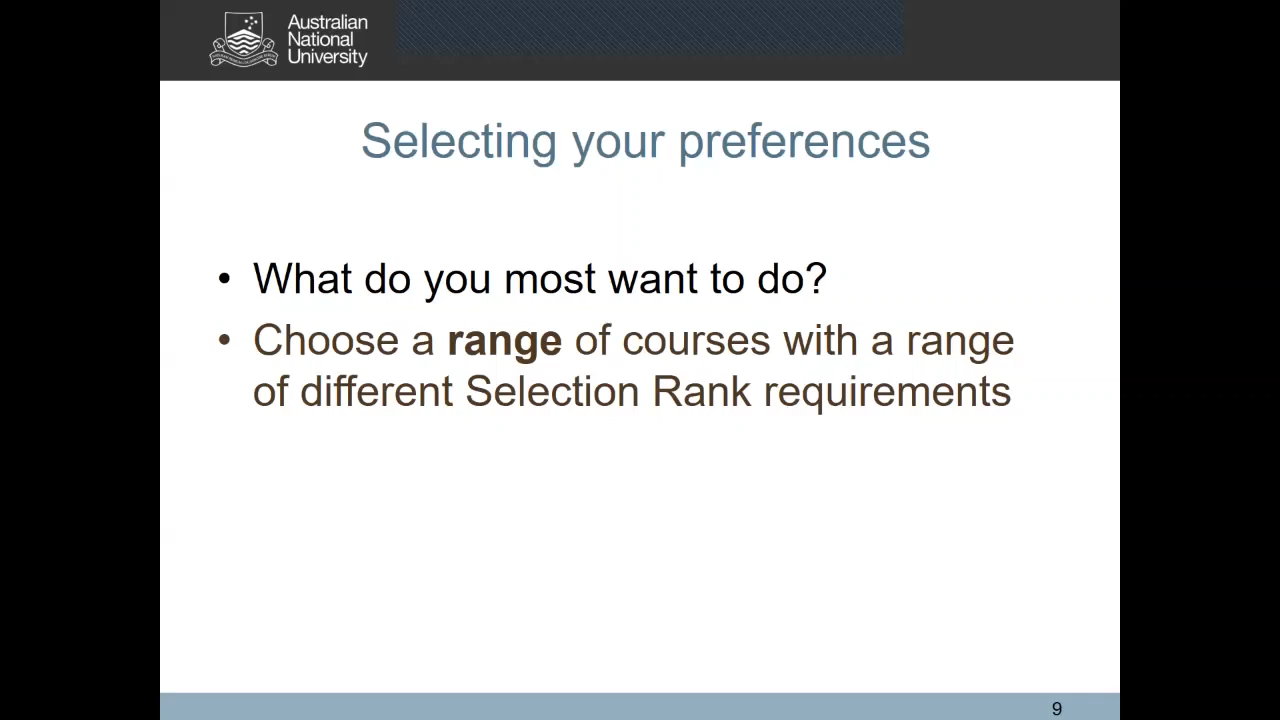 Australian
National
University
Selecting your preferences
• What do you most want to do?
• Choose a range of courses with a range
of different Selection Rank requirements
9